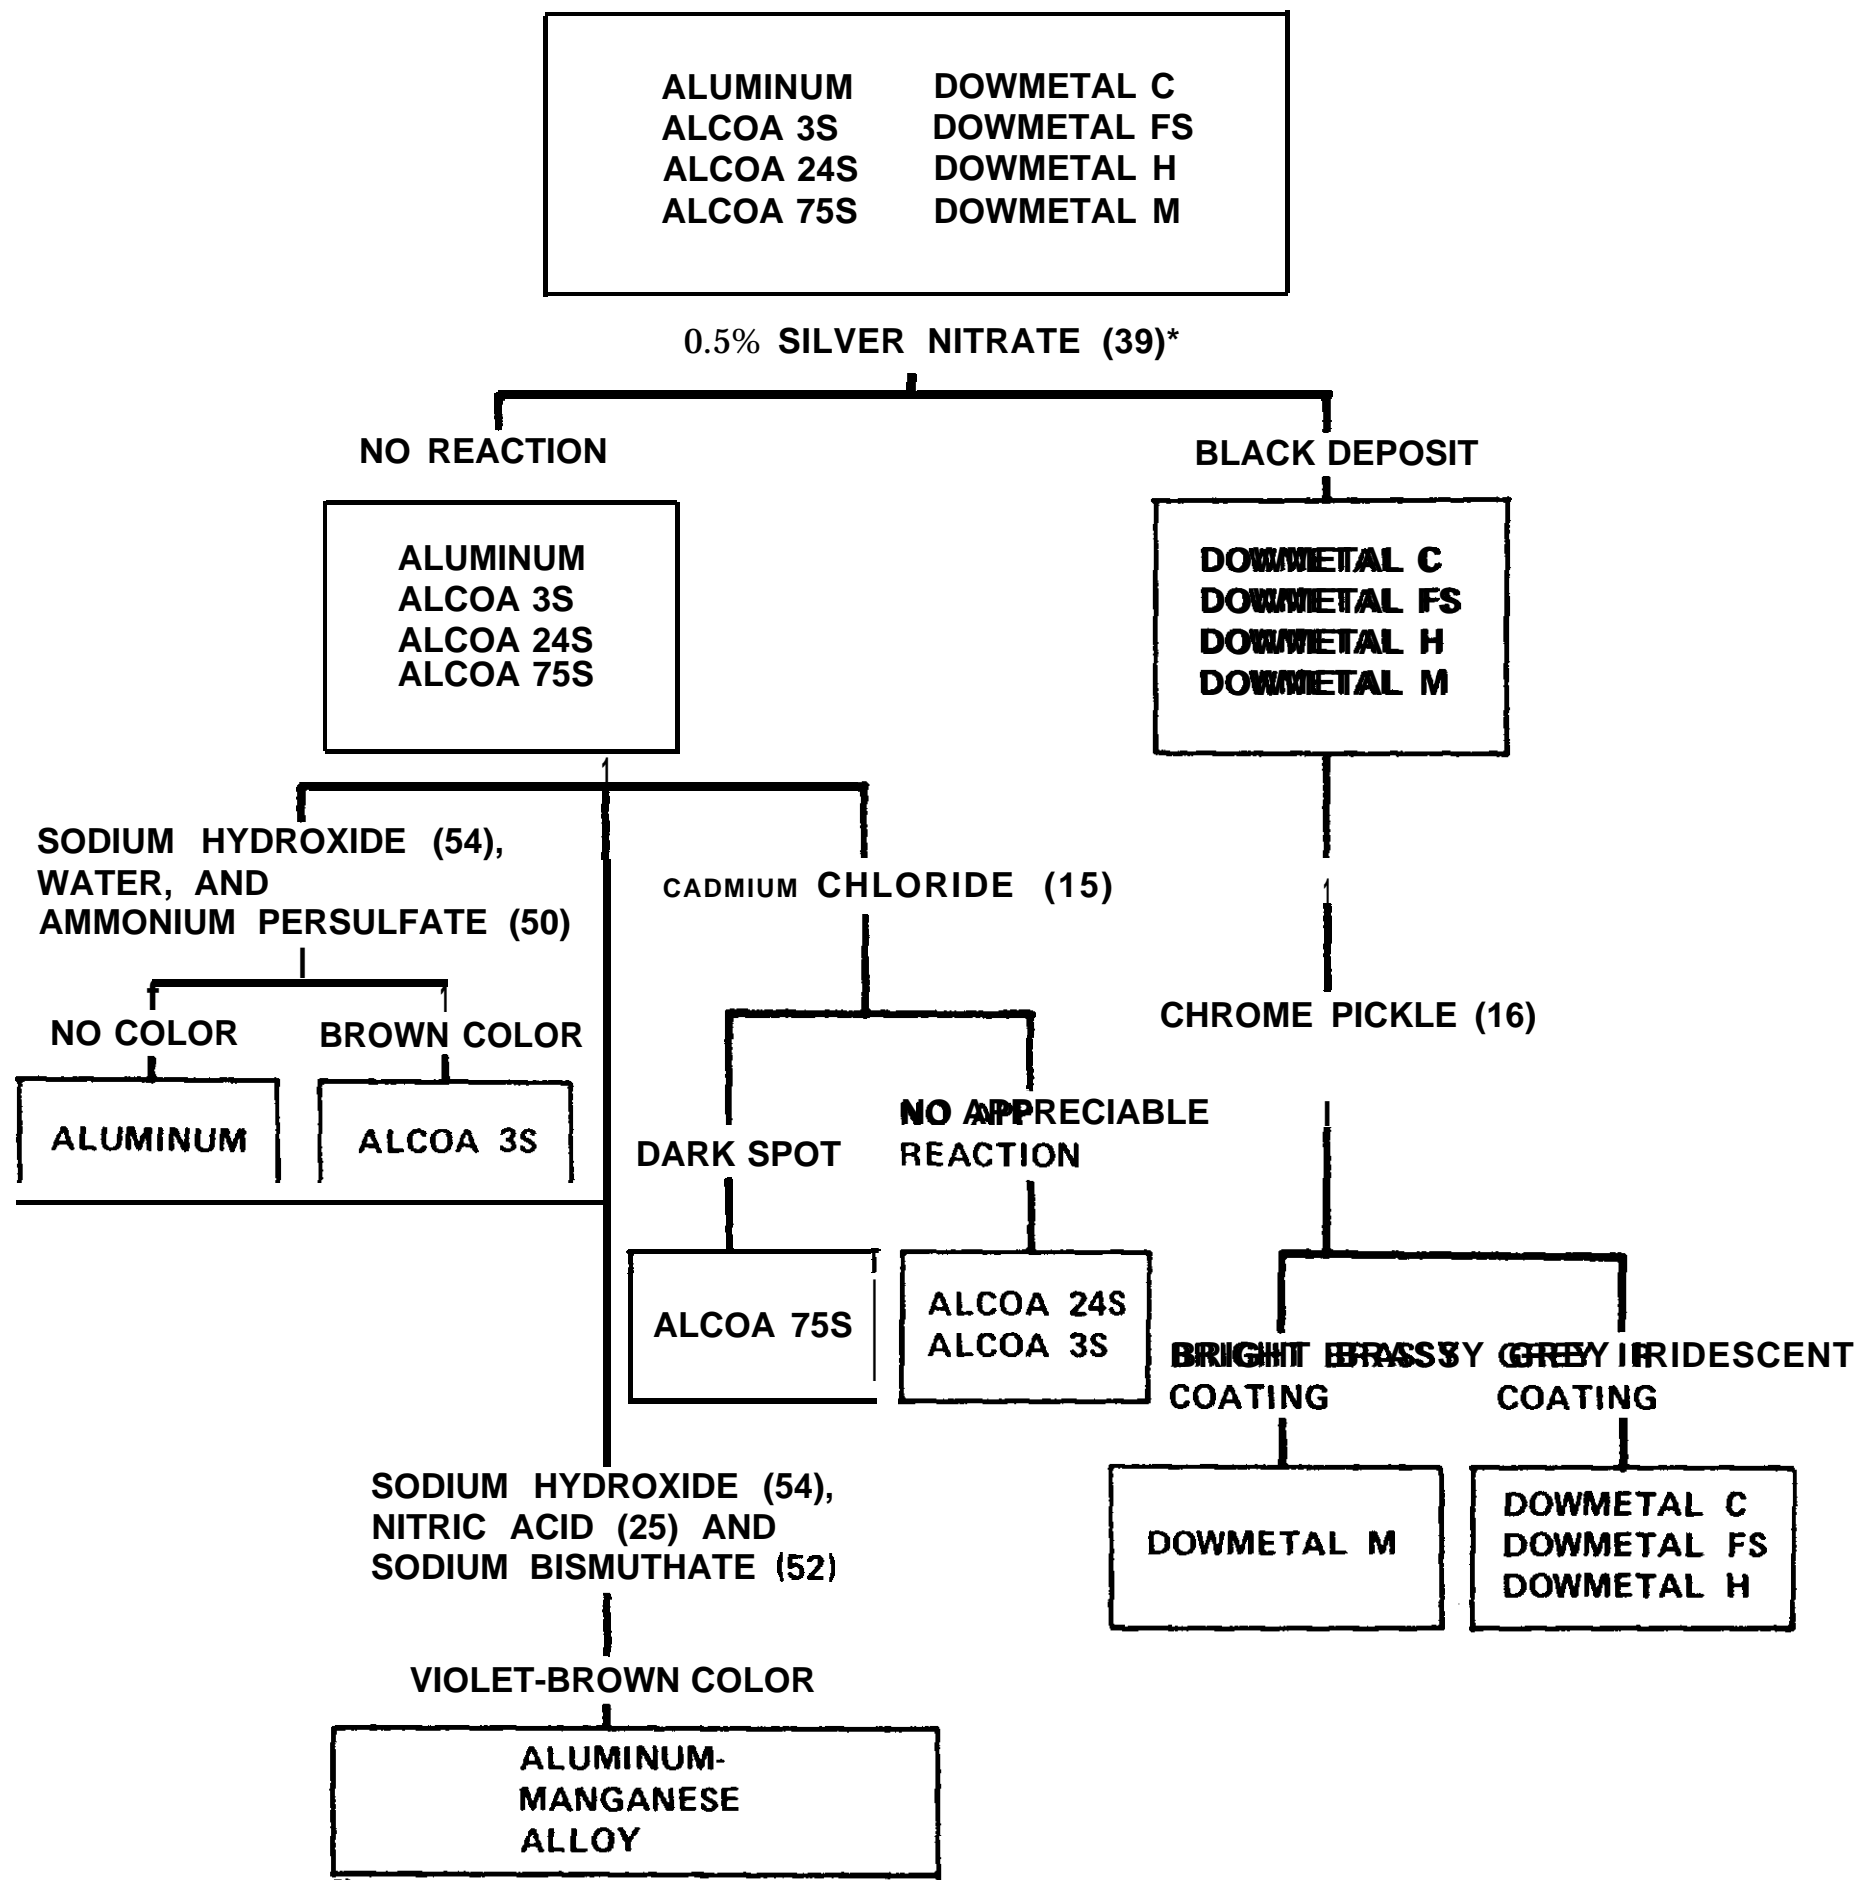 ALUMINUM DOWMETAL C
ALCOA 3S DOWMETAL FS
ALCOA 24S DOWMETAL H
ALCOA 75S DOWMETAL M
0.5% SILVER NITRATE (39)*
NO REACTION
BLACK DEPOSIT
ALUMINUM
ALCOA 3S
ALCOA 24S
ALCOA 75S
DOWMETAL C
DOWMETAL FS
DOWMETAL H
DOWMETAL M
SODIUM HYDROXIDE (54),
WATER, AND
AMMONIUM PERSULFATE (50)
CADMIUM CHLORIDE (15)
CHROME PICKLE (16)
NO COLOR
BROWN COLOR
ALUMINUM
ALCOA 3S
DARK SPOT
NO APPRECIABLE
REACTION
ALCOA 75S
ALCOA 24S
ALCOA 3S
BRIGHT BRASSY
COATING
GREY IRIDESCENT
COATING
DOWMETAL M
DOWMETAL C
DOWMETAL FS
DOWMETAL H
SODIUM HYDROXIDE (54),
NITRIC ACID (25) AND
SODIUM BISMUTHATE (52)
VIOLET-BROWN COLOR
ALUMINUM-
MANGANESE
ALLOY